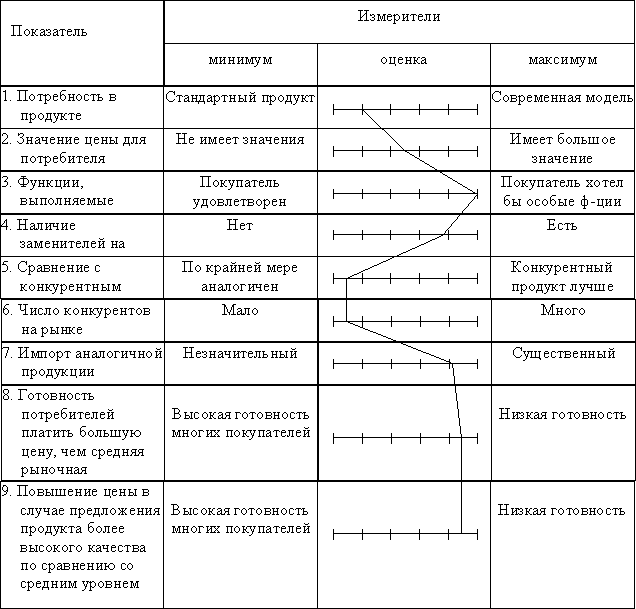 Показатель
Измерители
минимум
оценка
максимум
1. Потребность в
продукте
Стандартный продукт
Современная модель
2. Значение цены для
потребителя
Не имеет значения
Имеет большое
значение
3. Функции,
выполняемые
Покупатель
удовлетворен
Покупатель хотел
бы особые ф-ции
4. Наличие
заменителей на
Нет
Есть
5. Сравнение с
конкурентным
По крайней мере
аналогичен
Конкурентный
продукт лучше
6. Число конкурентов
на рынке
Мало
Много
7. Импорт аналогичной
продукции
Незначительный
Существенный
8. Готовность
потребителей
платить большую
цену, чем средняя
рыночная
Высокая готовность
многих покупателей
Низкая готовность
9. Повышение цены в
случае предложения
продукта более
высокого качества
по сравнению со
средним уровнем
Высокая готовность
многих покупателей
Низкая готовность